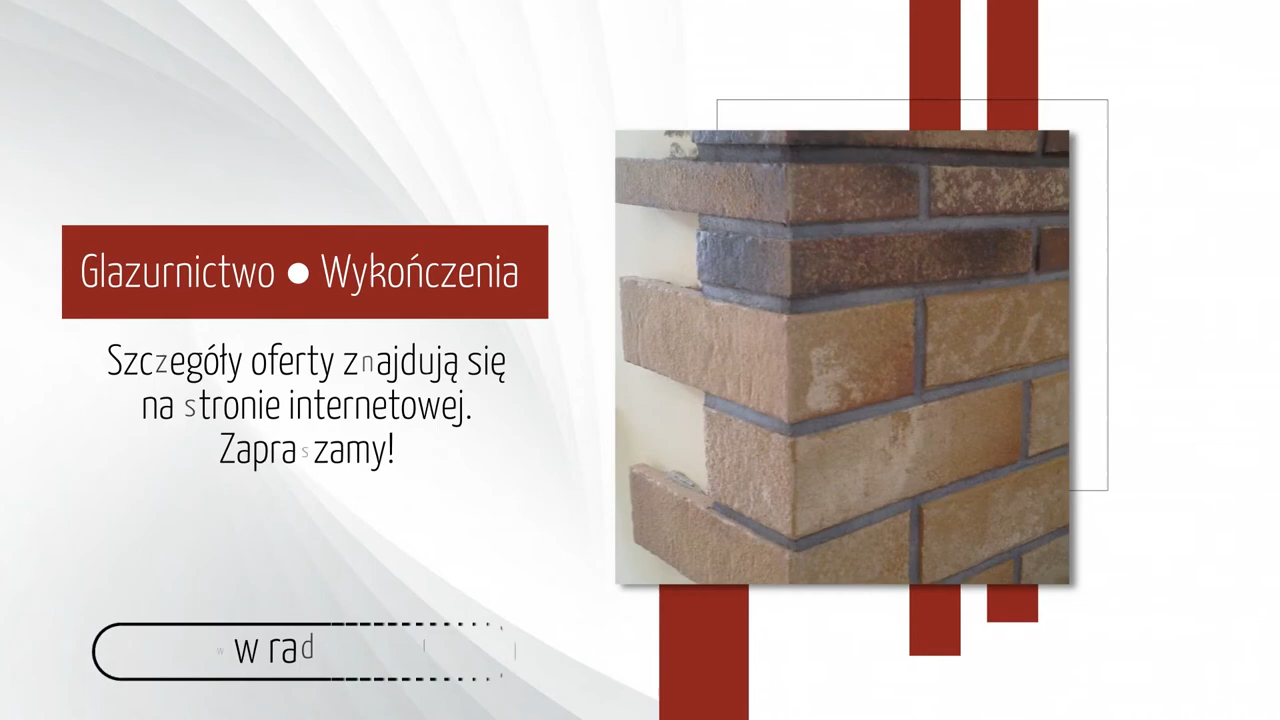 Glazurnictwo ● Wykończenia
Szczegóły oferty znajdują się
na stronie internetowej.
Zapraszamy!